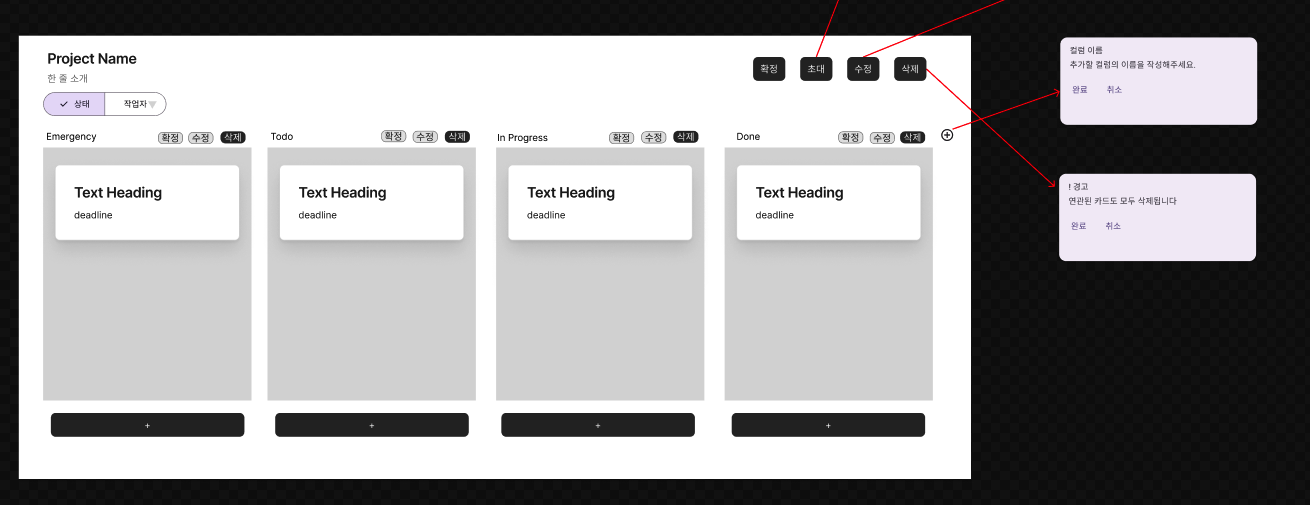 Project Name
한 줄 소개
확정 초대 수정 삭제
상태 작업자
Emergency 확정 수정 삭제
Todo 확정 수정 삭제
In Progress 확정 수정 삭제
Done 확정 수정 삭제
Text Heading
deadline
Text Heading
deadline
Text Heading
deadline
Text Heading
deadline
+
+
+
+
컬럼 이름
추가할 컬럼의 이름을 작성해주세요.
완료 취소
! 경고
연관된 카드도 모두 삭제됩니다
완료 취소